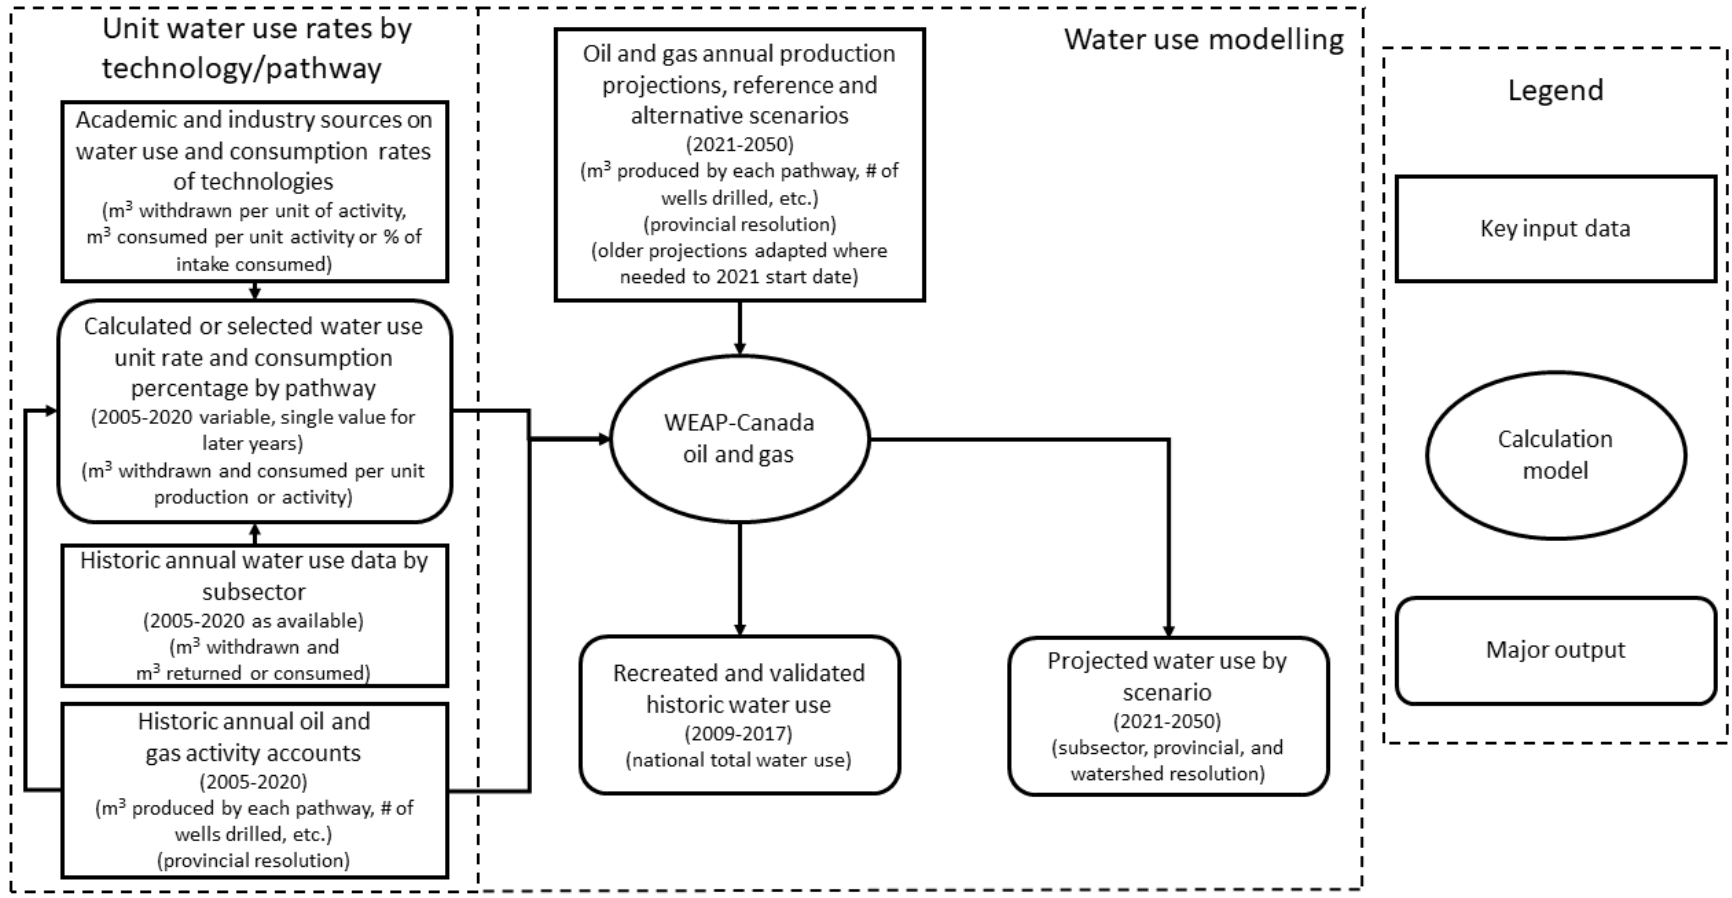 Unit water use rates by
technology/pathway
Academic and industry sources on
water use and consumption rates
of technologies
(m³ withdrawn per unit of activity,
m³ consumed per unit activity or % of
intake consumed)
Calculated or selected water use
unit rate and consumption
percentage by pathway
(2005-2020 variable, single value for
later years)
(m³ withdrawn and consumed per unit
production or activity)
Historic annual water use data by
subsector
(2005-2020 as available)
(m³ withdrawn and
m³ returned or consumed)
Historic annual oil and
gas activity accounts
(2005-2020)
(m³ produced by each pathway, # of
wells drilled, etc.)
(provincial resolution)
Water use modelling
Oil and gas annual production
projections, reference and
alternative scenarios
(2021-2050)
(m³ produced by each pathway, # of
wells drilled, etc.)
(provincial resolution)
(older projections adapted where
needed to 2021 start date)
WEAP-Canada
oil and gas
Recreated and validated
historic water use
(2009-2017)
(national total water use)
Projected water use by
scenario
(2021-2050)
(subsector, provincial, and
watershed resolution)
Legend
Key input data
Calculation
model
Major output